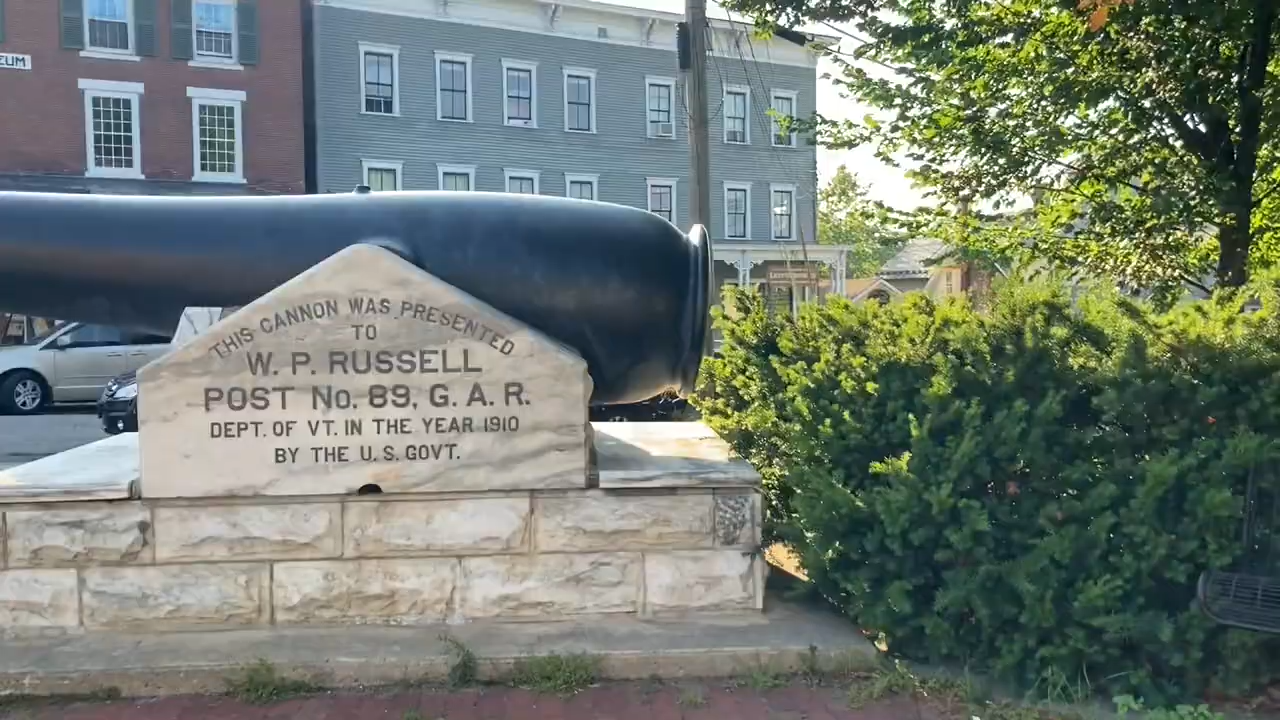 EUM
THIS CANNON WAS PRESENTED
TO
W. P. RUSSELL
POST No. 89, G. A. R.
DEPT. OF VT. IN THE YEAR 1910
BY THE U. S. GOVT.